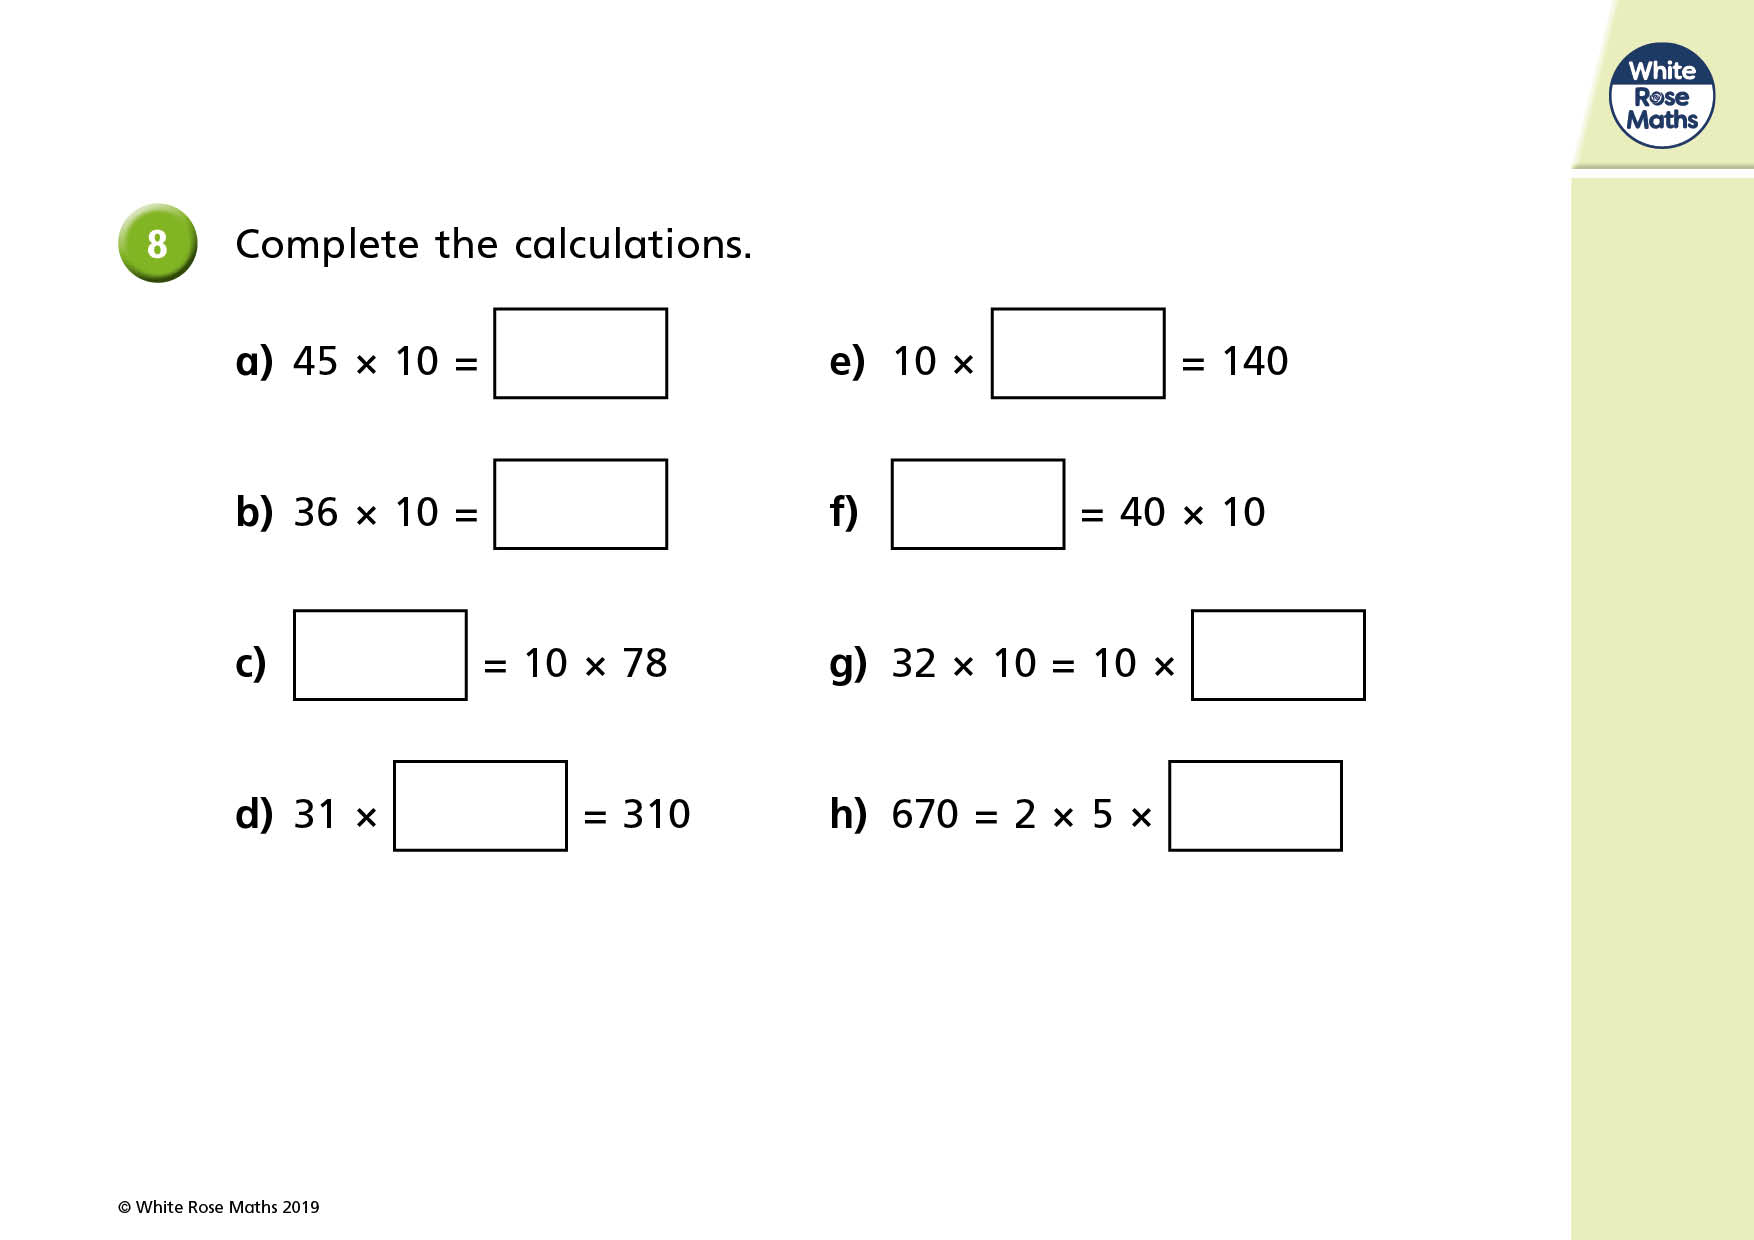 White
Rose
Maths
8 Complete the calculations.
a) 45 × 10 =
b) 36 × 10 =
c) = 10 × 78
d) 31 × = 310
e) 10 × = 140
f) = 40 × 10
g) 32 × 10 = 10 ×
h) 670 = 2 × 5 ×
© White Rose Maths 2019